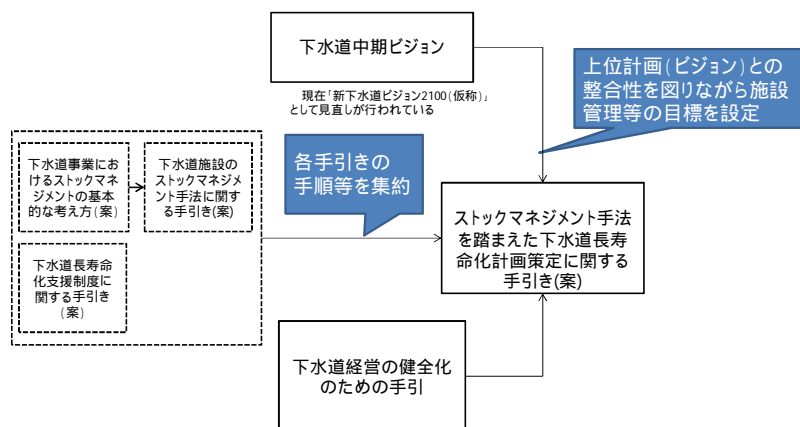 下水道中期ビジョン
現在「新下水道ビジョン2100(仮称)」
として見直しが行われている
上位計画(ビジョン)との
整合性を図りながら施設
管理等の目標を設定
下水道事業にお
けるストックマネ
ジメントの基本
的な考え方(案)
下水道施設の
ストックマネジメ
ント手法に関す
る手引き(案)
下水道長寿命
化支援制度に
関する手引き
(案)
各手引きの
手順等を集約
ストックマネジメント手法
を踏まえた下水道長寿
命化計画策定に関する
手引き(案)
下水道経営の健全化
のための手引